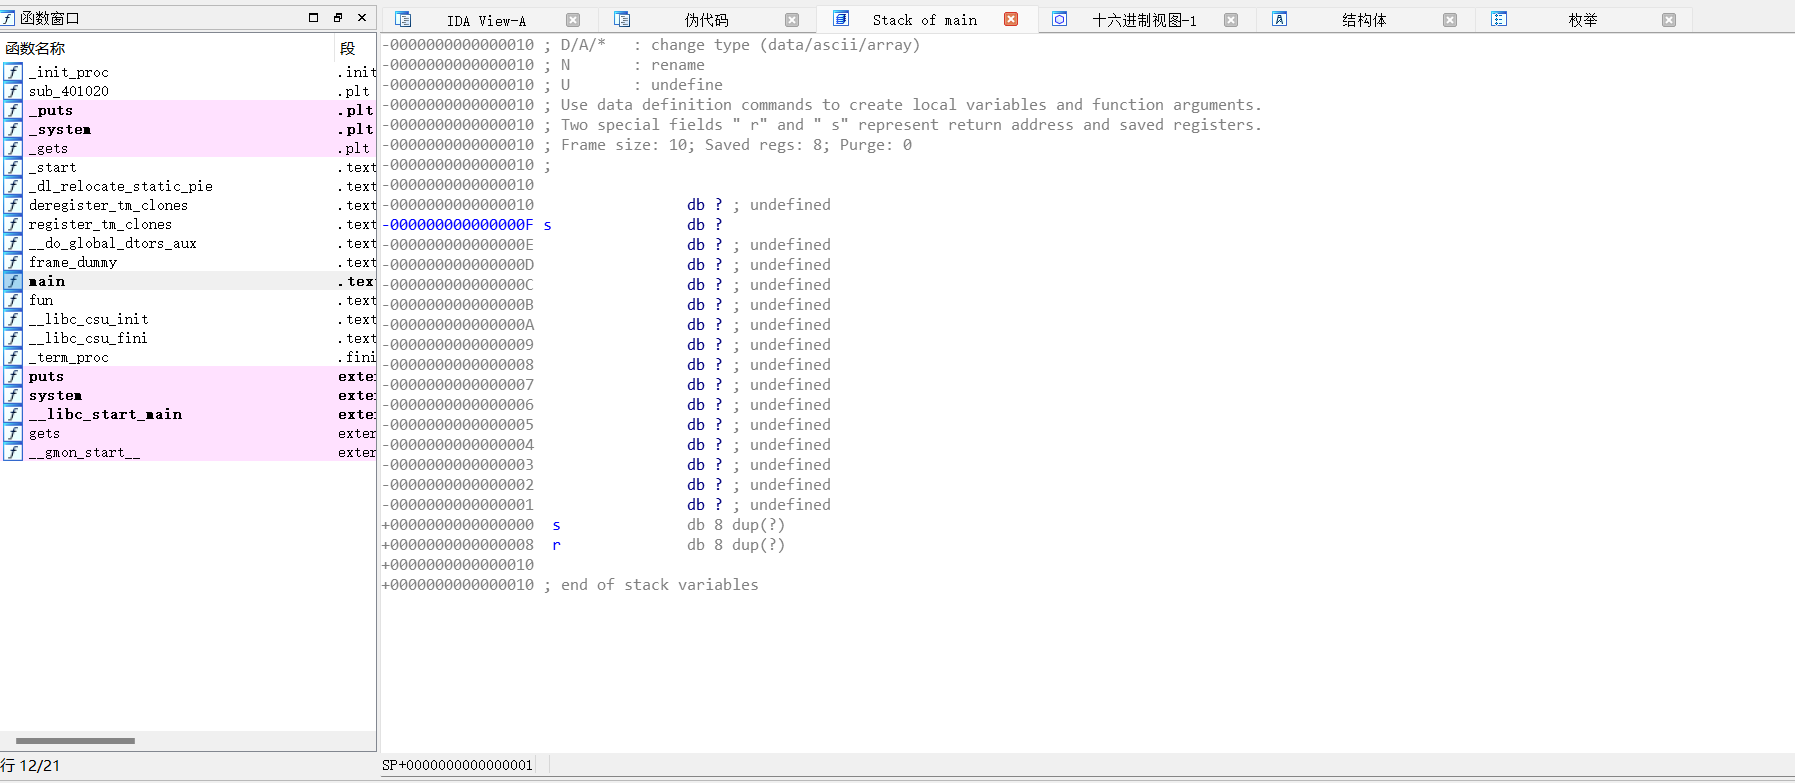 函数窗口
函数名称 段
_init_proc .init
sub_401020 .plt
_puts .plt
_system .plt
_gets .plt
_start .text
_dl_relocate_static_pie .text
deregister_tm_clones .text
register_tm_clones .text
__do_global_dtors_aux .text
frame_dummy .text
main .tex
fun .text
__libc_csu_init .text
__libc_csu_fini .text
_term_proc .fini
puts exte
system exte
__libc_start_main exte
gets exter
__gmon_start__ exter
行 12/21
IDA View-A 伪代码 Stack of main 十六进制视图-1 结构体 枚举
-0000000000000010 ; D/A/* : change type (data/ascii/array)
-0000000000000010 ; N : rename
-0000000000000010 ; U : undefine
-0000000000000010 ; Use data definition commands to create local variables and function arguments.
-0000000000000010 ; Two special fields " r" and " s" represent return address and saved registers.
-0000000000000010 ; Frame size: 10; Saved regs: 8; Purge: 0
-0000000000000010 ;
-0000000000000010
-0000000000000010 db ? ; undefined
-000000000000000F s db ?
-000000000000000E db ? ; undefined
-000000000000000D db ? ; undefined
-000000000000000C db ? ; undefined
-000000000000000B db ? ; undefined
-000000000000000A db ? ; undefined
-0000000000000009 db ? ; undefined
-0000000000000008 db ? ; undefined
-0000000000000007 db ? ; undefined
-0000000000000006 db ? ; undefined
-0000000000000005 db ? ; undefined
-0000000000000004 db ? ; undefined
-0000000000000003 db ? ; undefined
-0000000000000002 db ? ; undefined
-0000000000000001 db ? ; undefined
+0000000000000000 s db 8 dup(?)
+0000000000000008 r db 8 dup(?)
+0000000000000010
+0000000000000010 ; end of stack variables
SP+0000000000000001